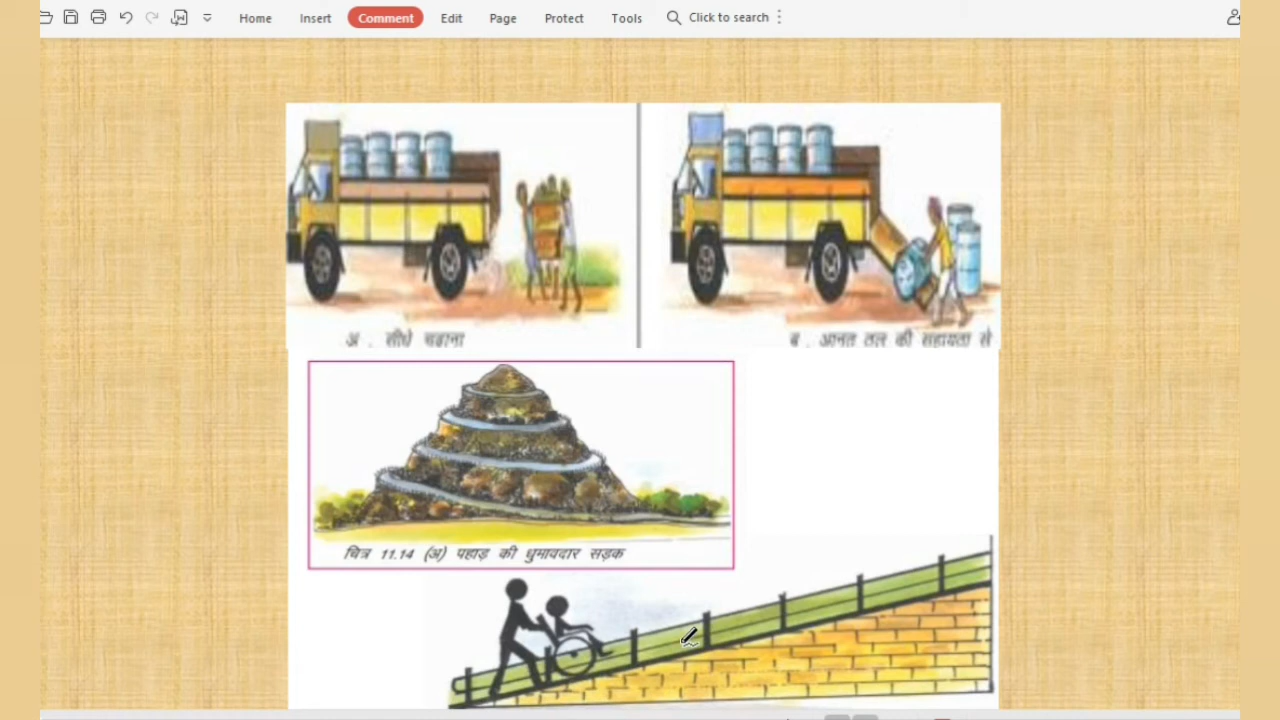 Home Insert Comment Edit Page Protect Tools Click to search
अ . सीधे चढाना
ब . आनत तल की सहायता से
चित्र 11.14 (अ) पहाड़ की घुमावदार सड़क